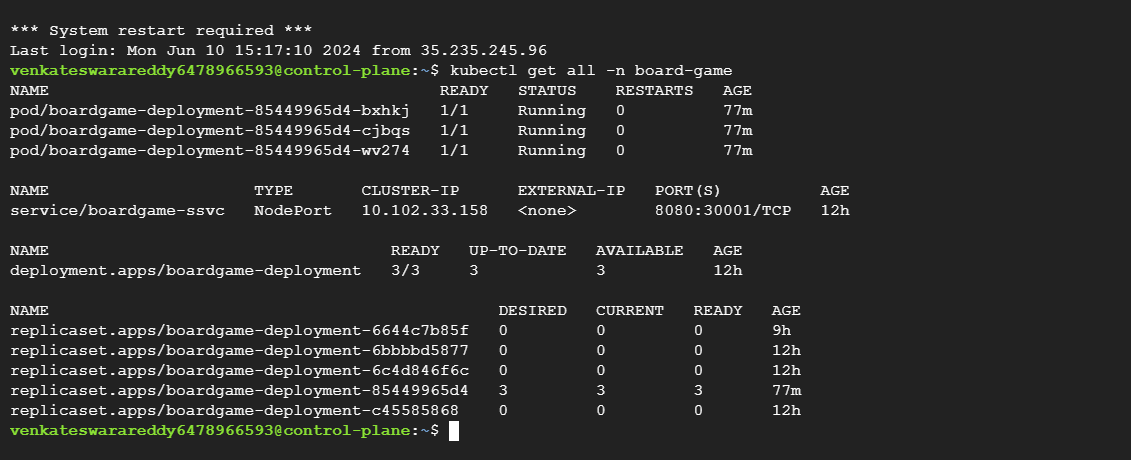 *** System restart required ***
Last login: Mon Jun 10 15:17:10 2024 from 35.235.245.96
venkateswarareddy6478966593@control-plane:~$ kubectl get all -n board-game
NAME READY STATUS RESTARTS AGE
pod/boardgame-deployment-85449965d4-bxhkj 1/1 Running 0 77m
pod/boardgame-deployment-85449965d4-cjbqs 1/1 Running 0 77m
pod/boardgame-deployment-85449965d4-wv274 1/1 Running 0 77m
NAME TYPE CLUSTER-IP EXTERNAL-IP PORT(S) AGE
service/boardgame-ssvc NodePort 10.102.33.158 <none> 8080:30001/TCP 12h
NAME READY UP-TO-DATE AVAILABLE AGE
deployment.apps/boardgame-deployment 3/3 3 3 12h
NAME DESIRED CURRENT READY AGE
replicaset.apps/boardgame-deployment-6644c7b85f 0 0 0 9h
replicaset.apps/boardgame-deployment-6bbbbd5877 0 0 0 12h
replicaset.apps/boardgame-deployment-6c4d846f6c 0 0 0 12h
replicaset.apps/boardgame-deployment-85449965d4 3 3 3 77m
replicaset.apps/boardgame-deployment-c45585868 0 0 0 12h
venkateswarareddy6478966593@control-plane:~$